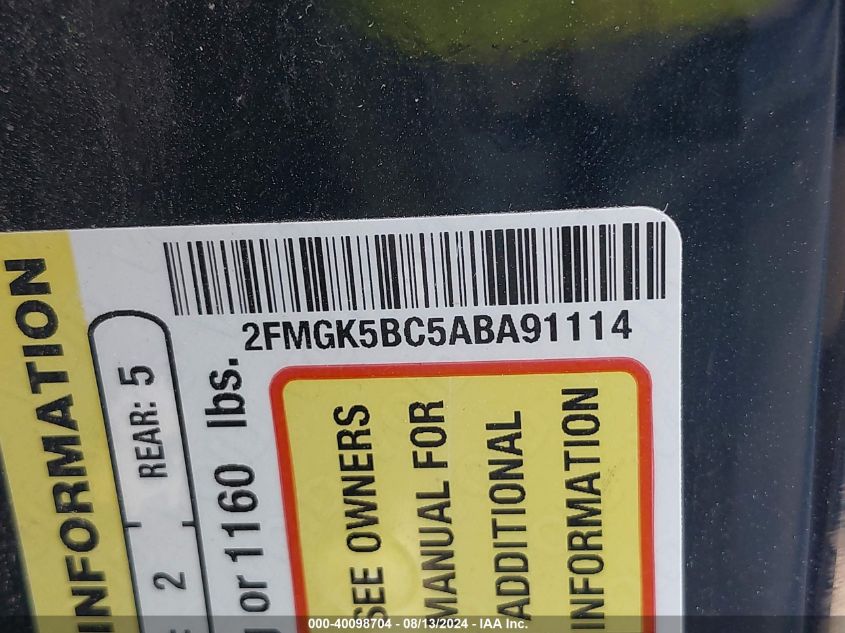 2FMGK5BC5ABA91114
INFORMATION
2 REAR: 5
or 1160 lbs.
SEE OWNERS
MANUAL FOR
ADDITIONAL
INFORMATION
000-40098704 - 08/13/2024 - IAA Inc.